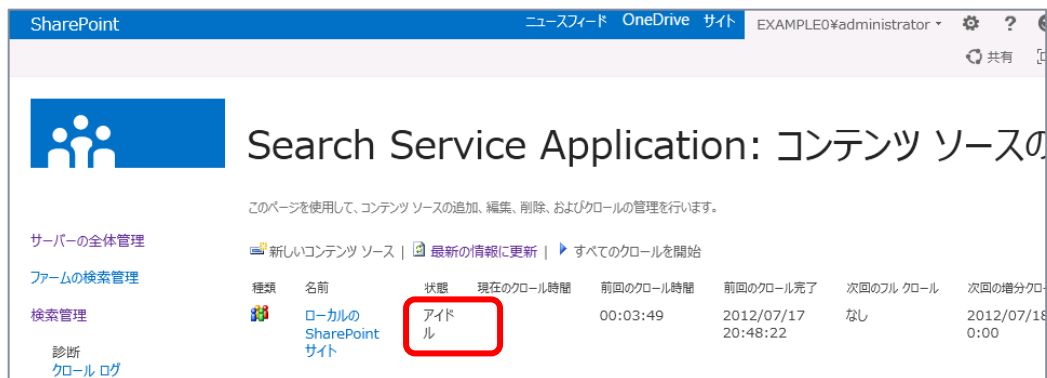 SharePoint ニュースフィード OneDrive サイト EXAMPLE0¥administrator
?
共有
Search Service Application: コンテンツ ソースの
このページを使用して、コンテンツ ソースの追加、編集、削除、およびクロールの管理を行います。
サーバーの全体管理
ファームの検索管理
検索管理
診断
クロール ログ
新しいコンテンツ ソース | 最新の情報に更新 | すべてのクロールを開始
種類 名前 状態 現在のクロール時間 前回のクロール時間 前回のクロール完了 次回のフル クロール 次回の増分クロー
ローカルの アイド 00:03:49 2012/07/17 なし 2012/07/18
SharePoint ル 20:48:22 0:00
サイト